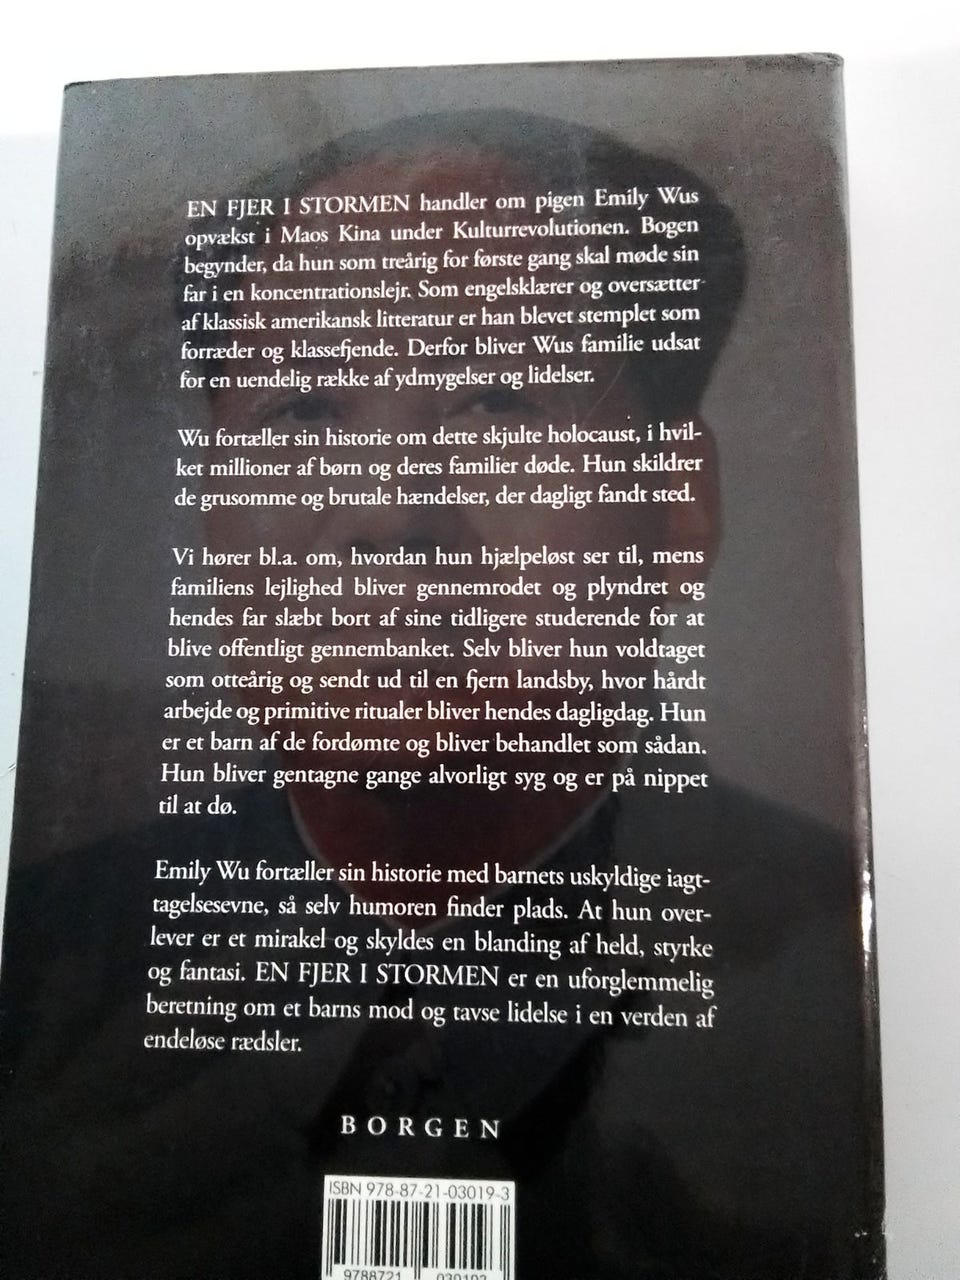 EN FJER I STORMEN handler om pigen Emily Wus
opvækst i Maos Kina under Kulturrevolutionen. Bogen
begynder, da hun som treårig for første gang skal møde sin
far i en koncentrationslejr. Som engelsklærer og oversætter
af klassisk amerikansk litteratur er han blevet stemplet som
forræder og klassefjende. Derfor bliver Wus familie udsat
for en uendelig række af ydmygelser og lidelser.
Wu fortæller sin historie om dette skjulte holocaust, i hvil-
ket millioner af børn og deres familier døde. Hun skildrer
de grusomme og brutale hændelser, der dagligt fandt sted.
Vi hører bl.a. om, hvordan hun hjælpeløst ser til, mens
familiens lejlighed bliver gennemrodet og plyndret og
hendes far slæbt bort af sine tidligere studerende for at
blive offentligt gennembanket. Selv bliver hun voldtaget
som otteårig og sendt ud til en fjern landsby, hvor hårdt
arbejde og primitive ritualer bliver hendes dagligdag. Hun
er et barn af de fordømte og bliver behandlet som sådan.
Hun bliver gentagne gange alvorligt syg og er på nippet
til at dø.
Emily Wu fortæller sin historie med barnets uskyldige iagt-
tagelsesevne, så selv humoren finder plads. At hun over-
lever er et mirakel og skyldes en blanding af held, styrke
og fantasi. EN FJER I STORMEN er en uforglemmelig
beretning om et barns mod og tavse lidelse i en verden af
endeløse rædsler.
BORGEN
ISBN 978-87-21-03019-3
9788721 030193